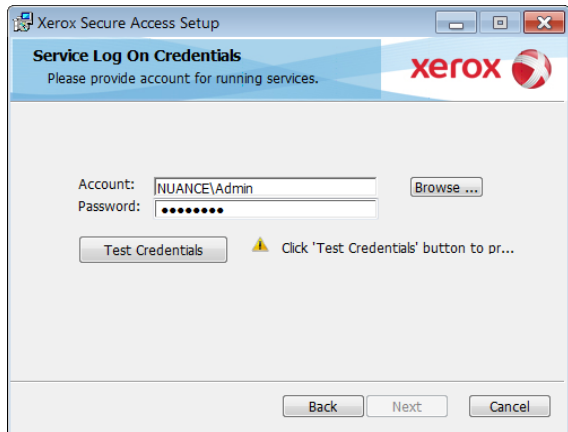 Xerox Secure Access Setup
Service Log On Credentials
Please provide account for running services.
xerox
Account: NUANCE\Admin Browse ...
Password: ●●●●●●●●
Test Credentials Click 'Test Credentials' button to pr...
Back Next Cancel